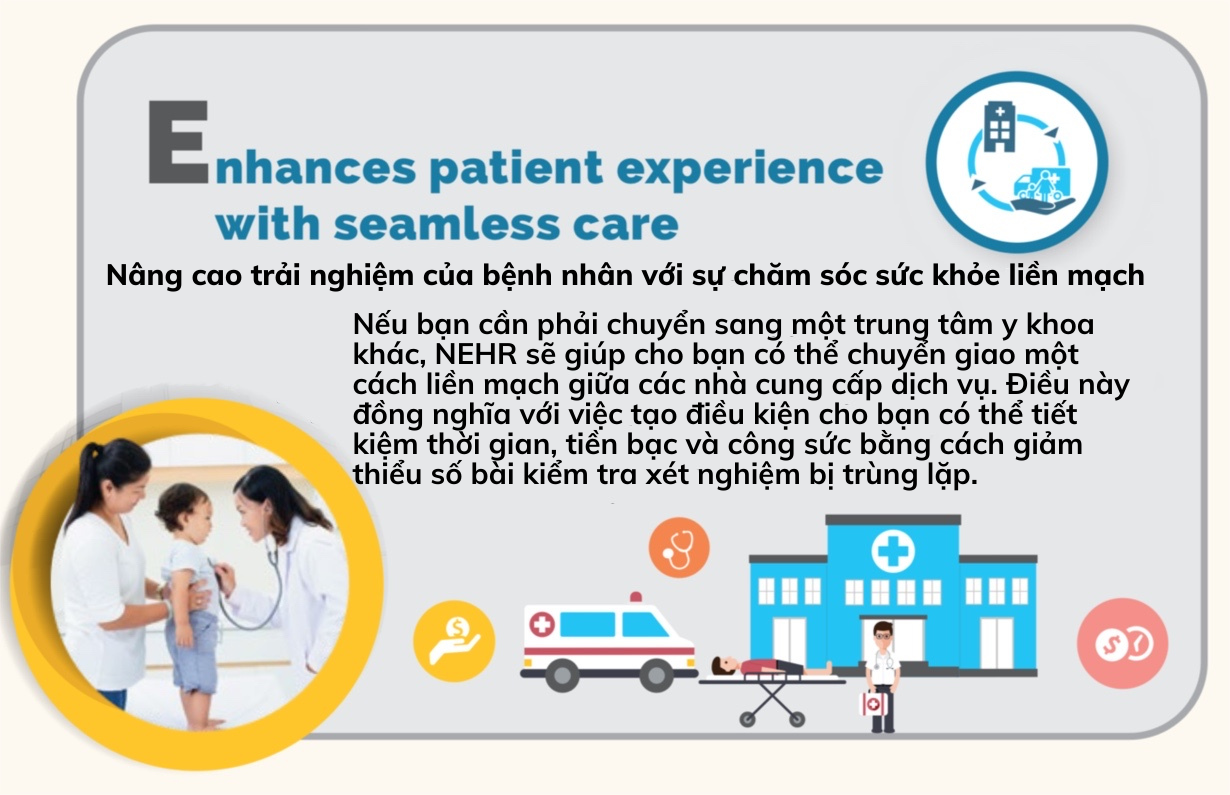 Enhances patient experience
with seamless care
Nâng cao trải nghiệm của bệnh nhân với sự chăm sóc sức khỏe liền mạch
Nếu bạn cần phải chuyển sang một trung tâm y khoa
khác, NEHR sẽ giúp cho bạn có thể chuyển giao một
cách liền mạch giữa các nhà cung cấp dịch vụ. Điều này
đồng nghĩa với việc tạo điều kiện cho bạn có thể tiết
kiệm thời gian, tiền bạc và công sức bằng cách giảm
thiểu số bài kiểm tra xét nghiệm bị trùng lặp.